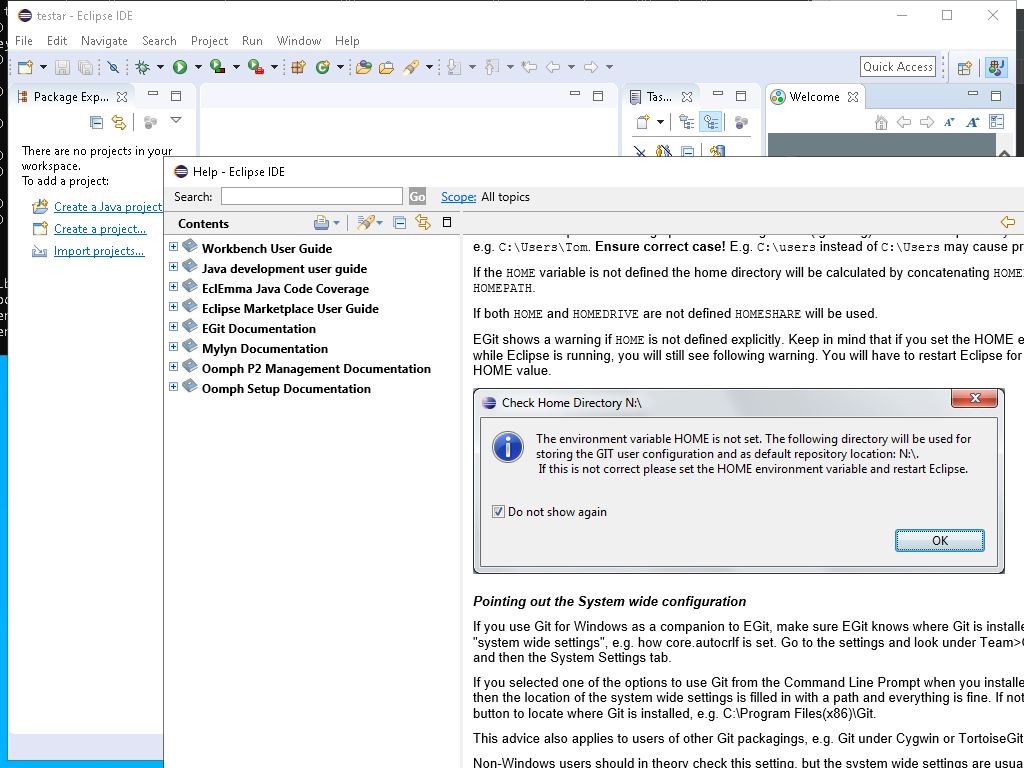 testar - Eclipse IDE
File Edit Navigate Search Project Run Window Help
Quick Access
Package Exp...
Tas...
Welcome
There are no projects in your
workspace.
To add a project:
Create a Java project
Create a project...
Import projects...
Help - Eclipse IDE
Search:
Go
Scope: All topics
Contents
Workbench User Guide
Java development user guide
EclEmma Java Code Coverage
Eclipse Marketplace User Guide
EGit Documentation
Mylyn Documentation
Oomph P2 Management Documentation
Oomph Setup Documentation
e.g. C:\Users\Tom. Ensure correct case! E.g. C:\users instead of C:\Users may cause pr
If the HOME variable is not defined the home directory will be calculated by concatenating HOME
HOMEPATH.
If both HOME and HOMEDRIVE are not defined HOMESHARE will be used.
EGit shows a warning if HOME is not defined explicitly. Keep in mind that if you set the HOME e
while Eclipse is running, you will still see following warning. You will have to restart Eclipse for
HOME value.
Check Home Directory N:\
The environment variable HOME is not set. The following directory will be used for
storing the GIT user configuration and as default repository location: N:\.
If this is not correct please set the HOME environment variable and restart Eclipse.
Do not show again
OK
Pointing out the System wide configuration
If you use Git for Windows as a companion to EGit, make sure EGit knows where Git is installe
"system wide settings", e.g. how core.autocrlf is set. Go to the settings and look under Team>
and then the System Settings tab.
If you selected one of the options to use Git from the Command Line Prompt when you installe
then the location of the system wide settings is filled in with a path and everything is fine. If not
button to locate where Git is installed, e.g. C:\Program Files(x86)\Git.
This advice also applies to users of other Git packagings, e.g. Git under Cygwin or TortoiseGit
Non-Windows users should in theory check this setting, but the system wide settings are usua